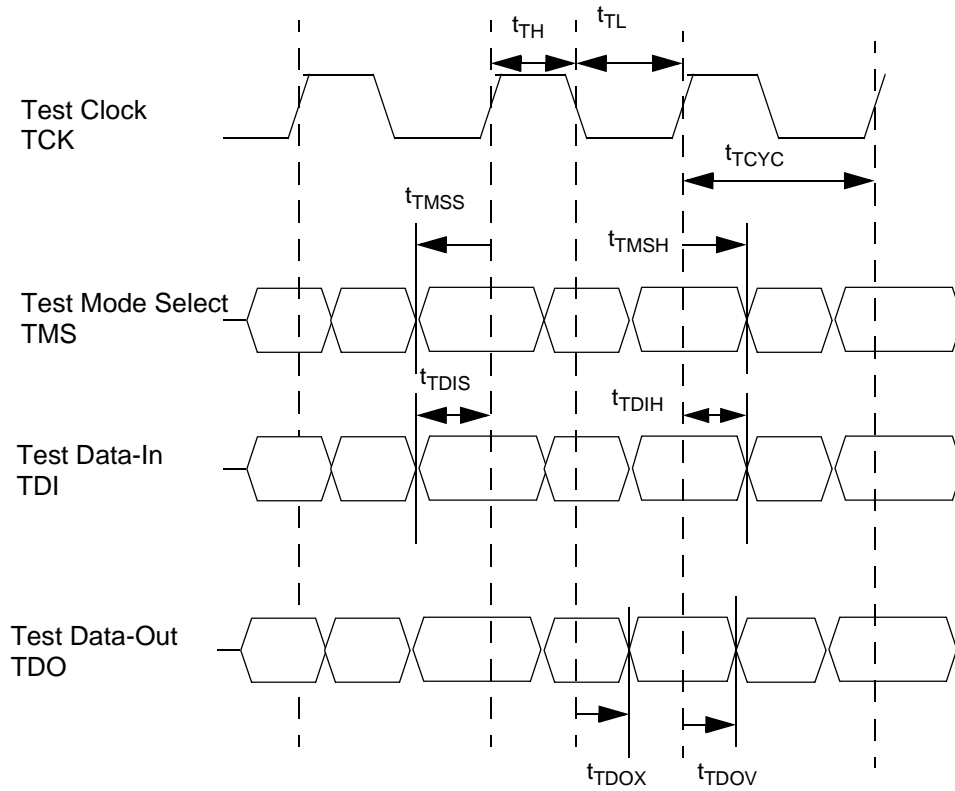 tTH
tTL
Test Clock
TCK
tTCYC
tTMSS
tTMSH
Test Mode Select
TMS
tTDIS
tTDIH
Test Data-In
TDI
Test Data-Out
TDO
tTDOX
tTDOV